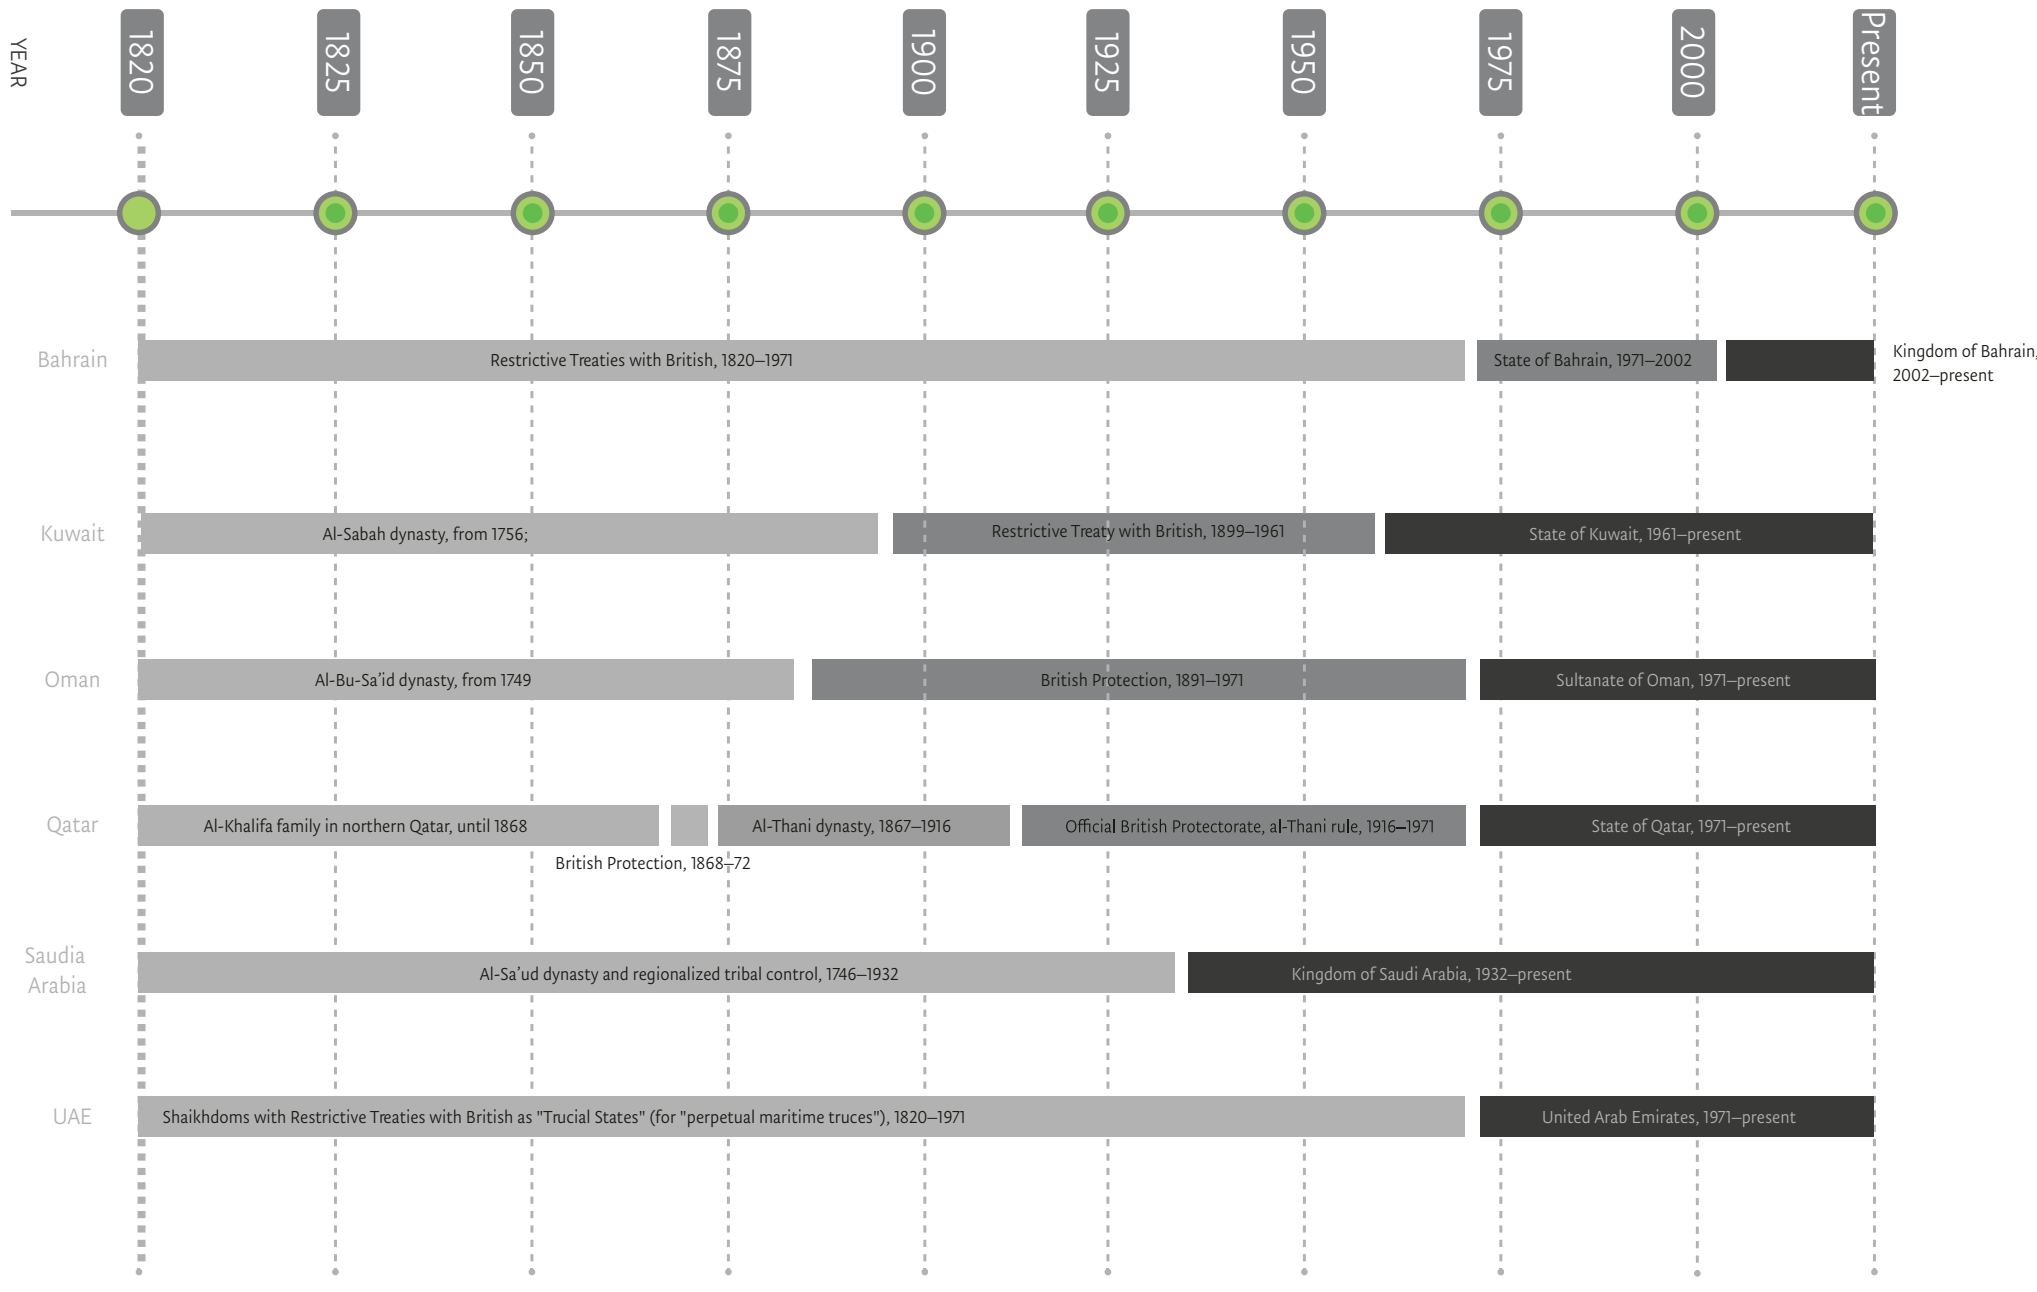 YEAR
1820
1825
1850
1875
1900
1925
1950
1975
2000
Present
Bahrain
Restrictive Treaties with British, 1820–1971
State of Bahrain, 1971–2002
Kingdom of Bahrain,
2002–present
Kuwait
Al-Sabah dynasty, from 1756;
Restrictive Treaty with British, 1899–1961
State of Kuwait, 1961–present
Oman
Al-Bu-Sa’id dynasty, from 1749
British Protection, 1891–1971
Sultanate of Oman, 1971–present
Qatar
Al-Khalifa family in northern Qatar, until 1868
British Protection, 1868–72
Al-Thani dynasty, 1867–1916
Official British Protectorate, al-Thani rule, 1916–1971
State of Qatar, 1971–present
Saudia
Arabia
Al-Sa’ud dynasty and regionalized tribal control, 1746–1932
Kingdom of Saudi Arabia, 1932–present
UAE
Shaikhdoms with Restrictive Treaties with British as "Trucial States" (for "perpetual maritime truces"), 1820–1971
United Arab Emirates, 1971–present